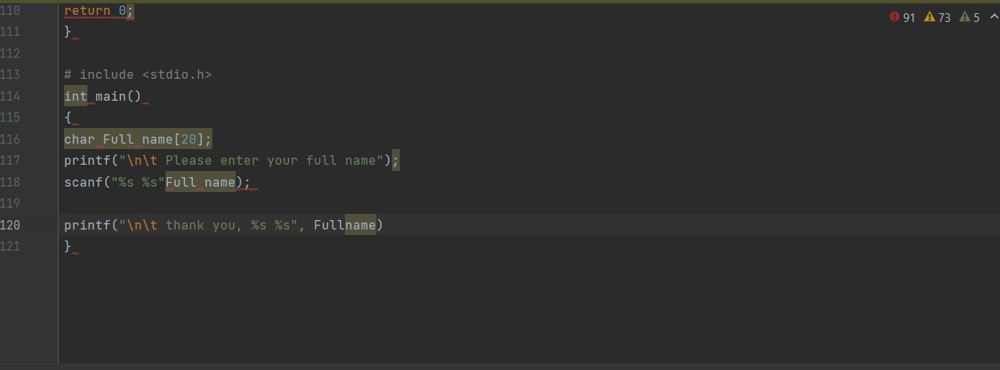 91 73 5
110 return 0;
111 }
112
113 # include <stdio.h>
114 int main()
115 {
116 char Full name[20];
117 printf("\n\t Please enter your full name");
118 scanf("%s %s"Full name);
119
120 printf("\n\t thank you, %s %s", Fullname)
121 }